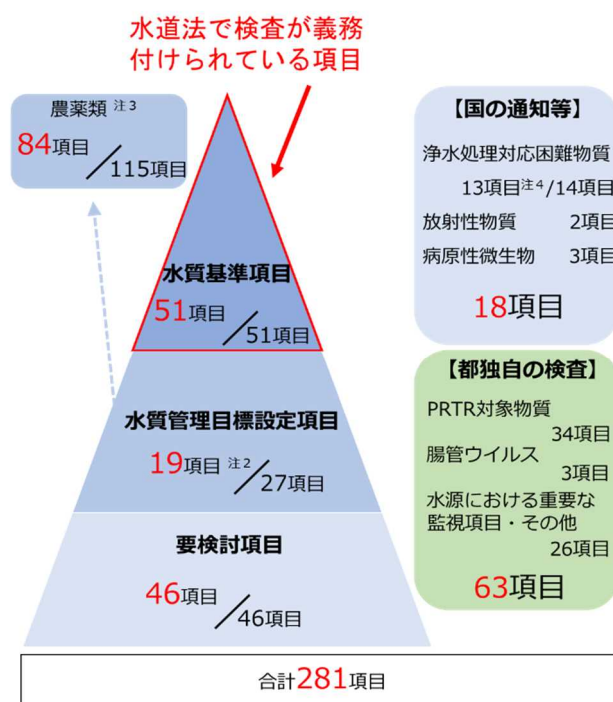 水道法で検査が義務
付けられている項目
農薬類 注3
84項目
115項目
水質基準項目
51項目
51項目
水質管理目標設定項目
19項目 注2
27項目
要検討項目
46項目
46項目
【国の通知等】
浄水処理対応困難物質
13項目注4/14項目
放射性物質 2項目
病原性微生物 3項目
18項目
【都独自の検査】
PRTR対象物質
34項目
腸管ウイルス
3項目
水源における重要な
監視項目・その他
26項目
63項目
合計281項目